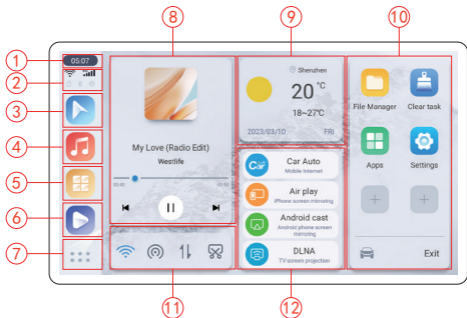 8
9
10
1
05:07
2
3
4
5
6
7
My Love (Radio Edit)
Westlife
Shenzhen
20 °C
18~27°C
2023/03/10 FRI
Car Auto
Mobile Internet
Air play
iPhone screen mirroring
Android cast
Android phone screen
mirroring
DLNA
TV screen projection
File Manager Clear task
Apps Settings
Exit
11
12